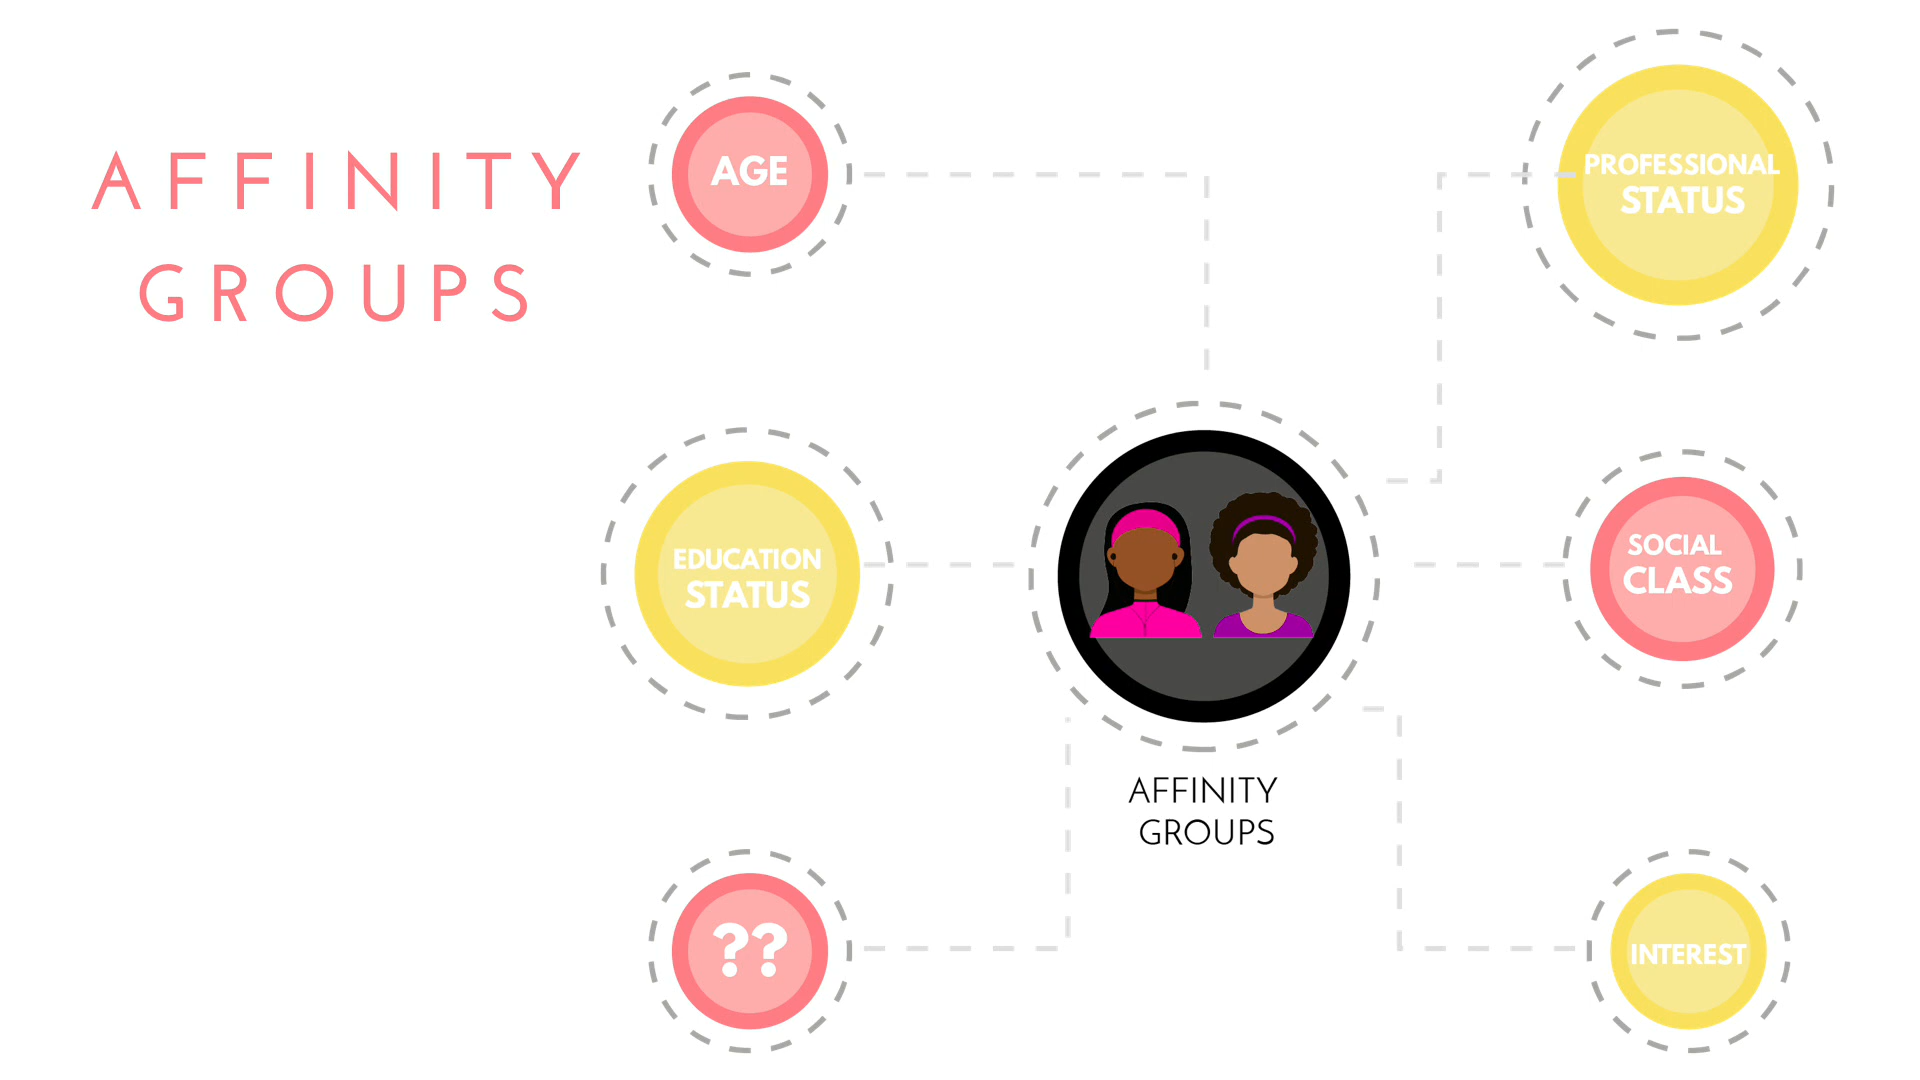 AFFINITY
GROUPS
AGE
PROFESSIONAL
STATUS
EDUCATION
STATUS
SOCIAL
CLASS
AFFINITY
GROUPS
??
INTEREST